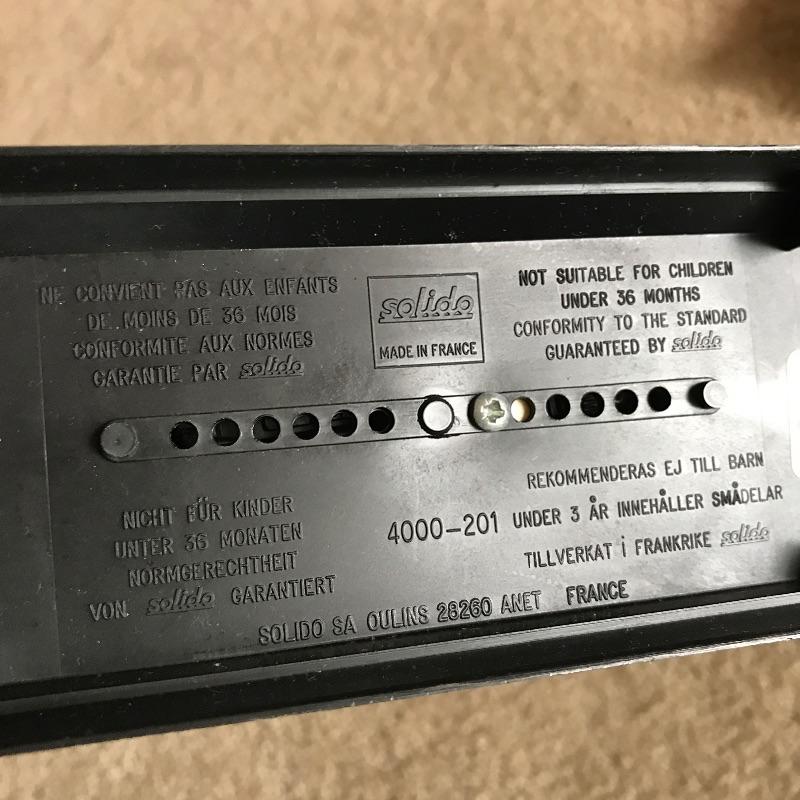 NE CONVIENT PAS AUX ENFANTS
DE MOINS DE 36 MOIS
CONFORMITE AUX NORMES
GARANTIE PAR solido
solido
MADE IN FRANCE
NOT SUITABLE FOR CHILDREN
UNDER 36 MONTHS
CONFORMITY TO THE STANDARD
GUARANTEED BY solido
NICHT FÜR KINDER
UNTER 36 MONATEN
NORMGERECHTHEIT
VON solido GARANTIERT
4000-201
REKOMMENDERAS EJ TILL BARN
UNDER 3 ÅR INNEHÅLLER SMÅDELAR
TILLVERKAT i FRANKRIKE solido
SOLIDO SA OULINS 28260 ANET FRANCE